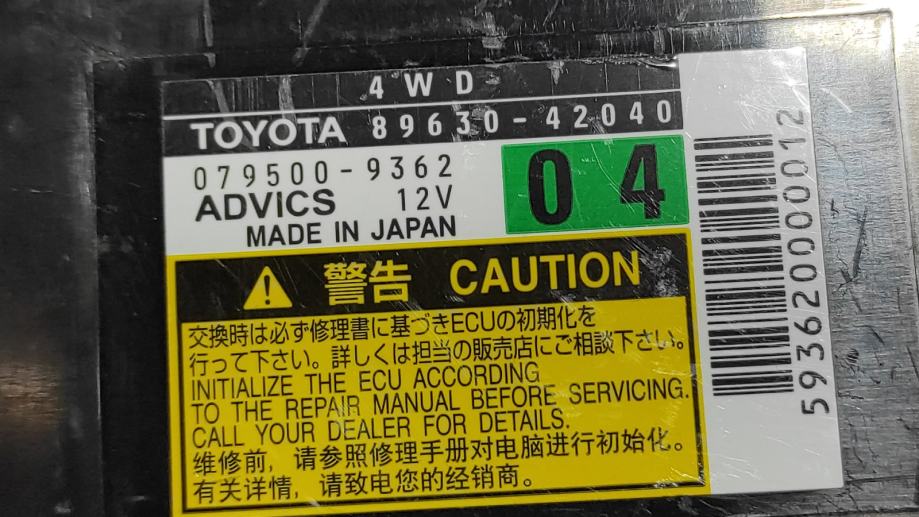 4WD
TOYOTA 89630-42040
079500-9362
ADVICS 12V
MADE IN JAPAN
04
警告 CAUTION
交換時は必ず修理書に基づきECUの初期化を
行って下さい。詳しくは担当の販売店にご相談下さい。
INITIALIZE THE ECU ACCORDING
TO THE REPAIR MANUAL BEFORE SERVICING.
CALL YOUR DEALER FOR DETAILS.
维修前，请参照修理手册对电脑进行初始化。
有关详情，请致电您的经销商。
593620000012